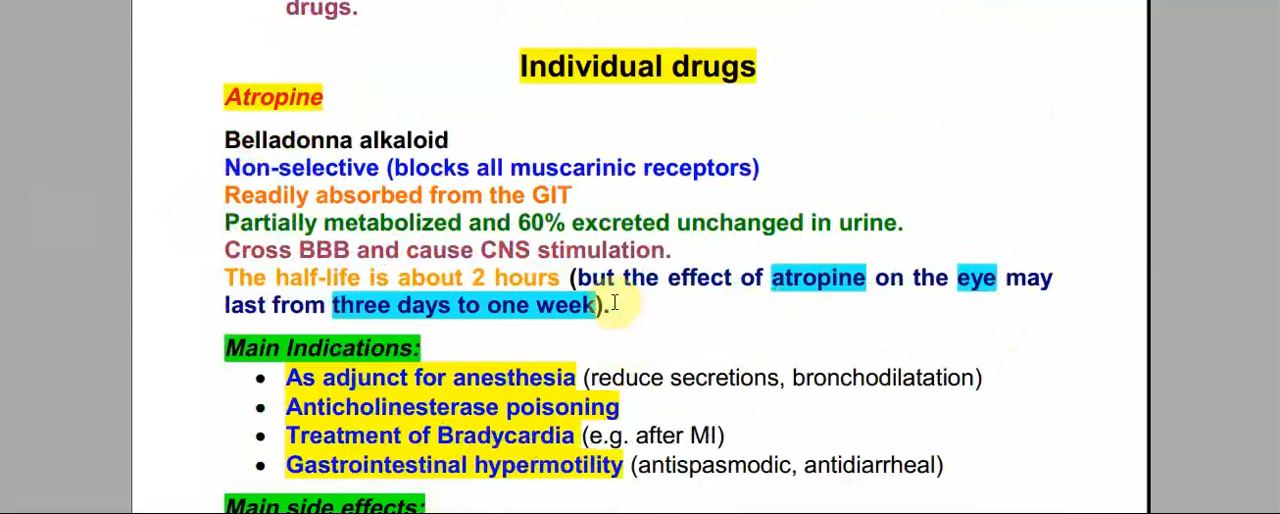 drugs.
Individual drugs
Atropine
Belladonna alkaloid
Non-selective (blocks all muscarinic receptors)
Readily absorbed from the GIT
Partially metabolized and 60% excreted unchanged in urine.
Cross BBB and cause CNS stimulation.
The half-life is about 2 hours (but the effect of atropine on the eye may
last from three days to one week).
Main Indications:
• As adjunct for anesthesia (reduce secretions, bronchodilatation)
• Anticholinesterase poisoning
• Treatment of Bradycardia (e.g. after MI)
• Gastrointestinal hypermotility (antispasmodic, antidiarrheal)
Main side effects: